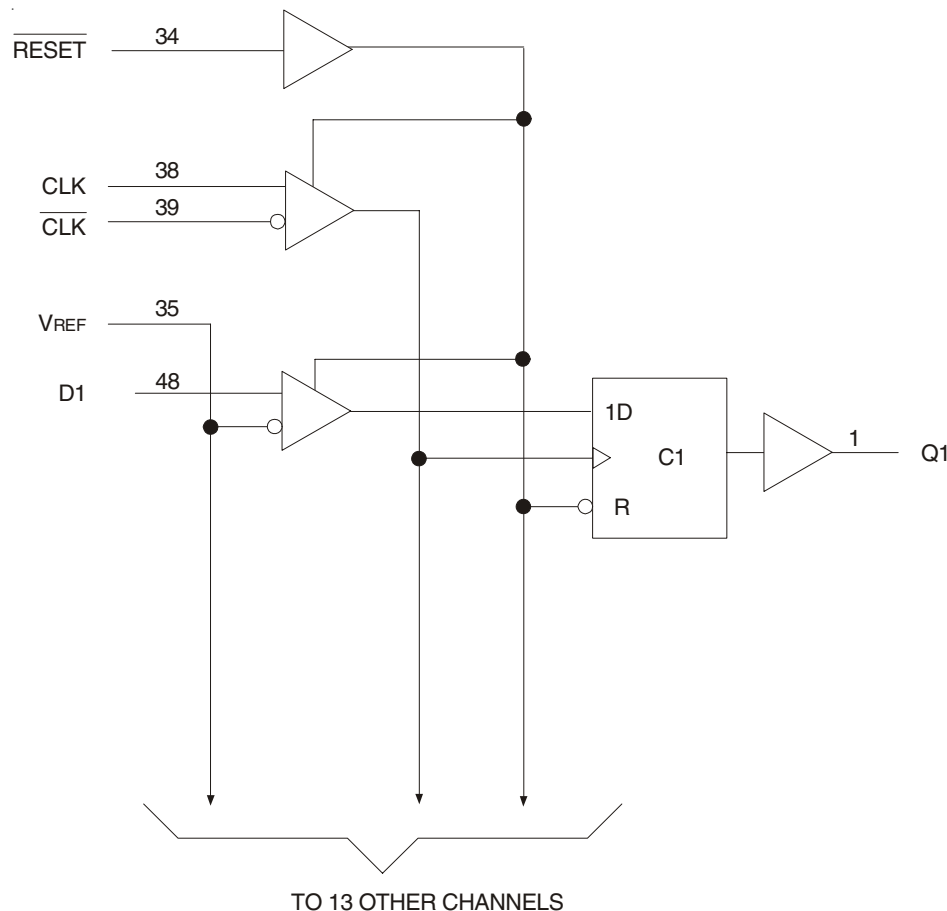 RESET 34
CLK 38
CLK 39
VREF 35
D1 48
1D
C1
R
1
Q1
TO 13 OTHER CHANNELS